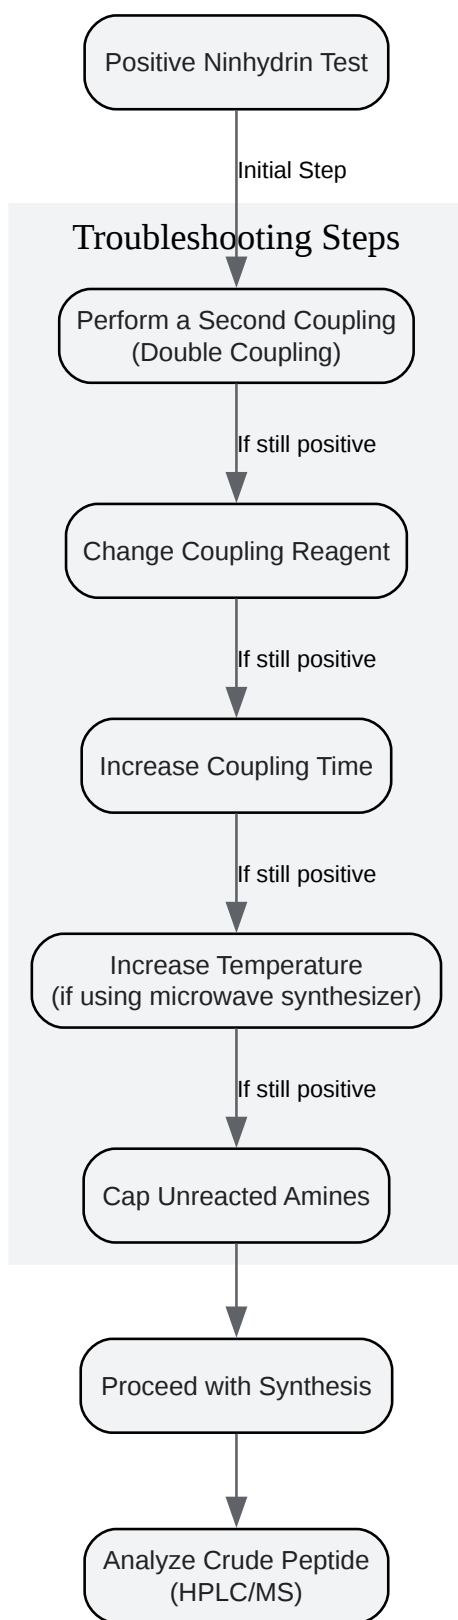 Positive Ninhydrin Test
Initial Step
Troubleshooting Steps
Perform a Second Coupling
(Double Coupling)
If still positive
Change Coupling Reagent
If still positive
Increase Coupling Time
If still positive
Increase Temperature
(if using microwave synthesizer)
If still positive
Cap Unreacted Amines
Proceed with Synthesis
Analyze Crude Peptide
(HPLC/MS)